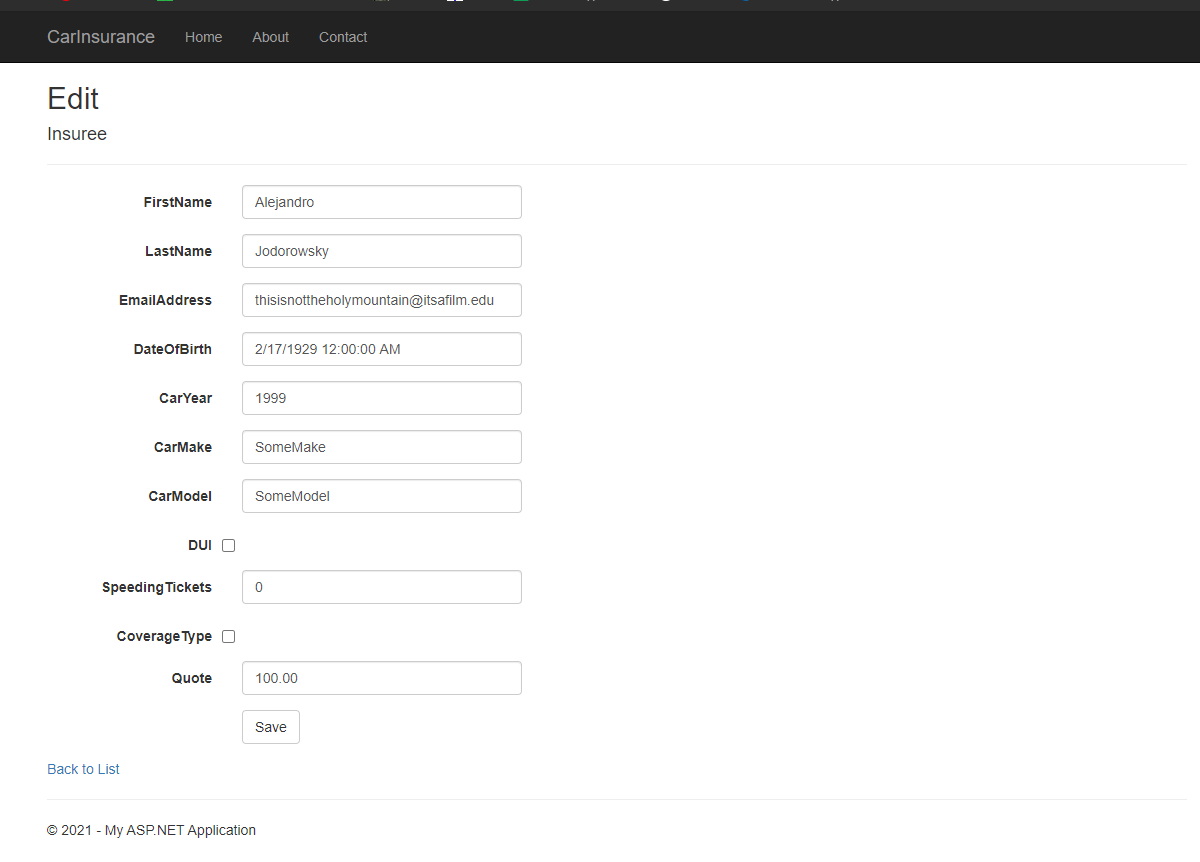 CarInsurance Home About Contact
Edit
Insuree
FirstName Alejandro
LastName Jodorowsky
EmailAddress thisisnottheholymountain@itsafilm.edu
DateOfBirth 2/17/1929 12:00:00 AM
CarYear 1999
CarMake SomeMake
CarModel SomeModel
DUI
SpeedingTickets 0
CoverageType
Quote 100.00
Save
Back to List
© 2021 - My ASP.NET Application